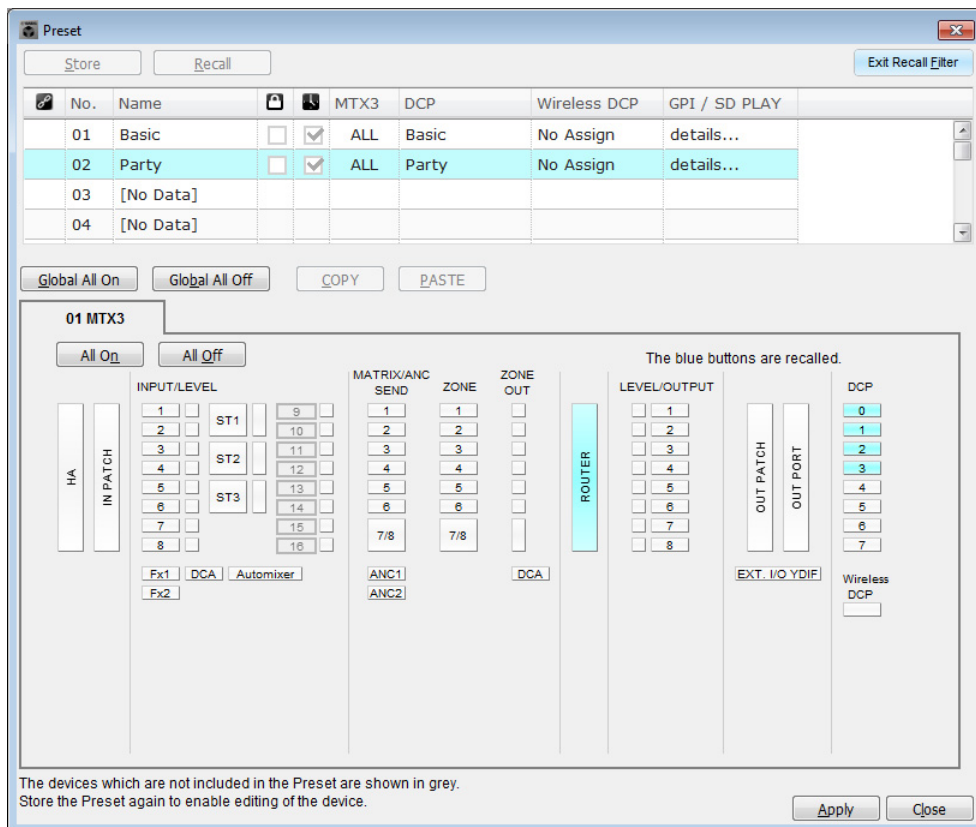 Preset
Store Recall Exit Recall Filter
No. Name MTX3 DCP Wireless DCP GPI / SD PLAY
01 Basic ALL Basic No Assign details...
02 Party ALL Party No Assign details...
03 [No Data]
04 [No Data]
Global All On Global All Off COPY PASTE
01 MTX3
All On All Off The blue buttons are recalled.
INPUT/LEVEL MATRIX/ANC SEND ZONE ZONE OUT LEVEL/OUTPUT DCP
HA
IN PATCH
1
2
3
4
5
6
7
8
ST1
ST2
ST3
9
10
11
12
13
14
15
16
Fx1 DCA Automixer
Fx2
1
2
3
4
5
6
7/8
ANC1
ANC2
1
2
3
4
5
6
7/8
DCA
ROUTER
1
2
3
4
5
6
7
8
OUT PATCH
OUT PORT
EXT. I/O YDIF
0
1
2
3
4
5
6
7
Wireless
DCP
The devices which are not included in the Preset are shown in grey.
Store the Preset again to enable editing of the device.
Apply Close